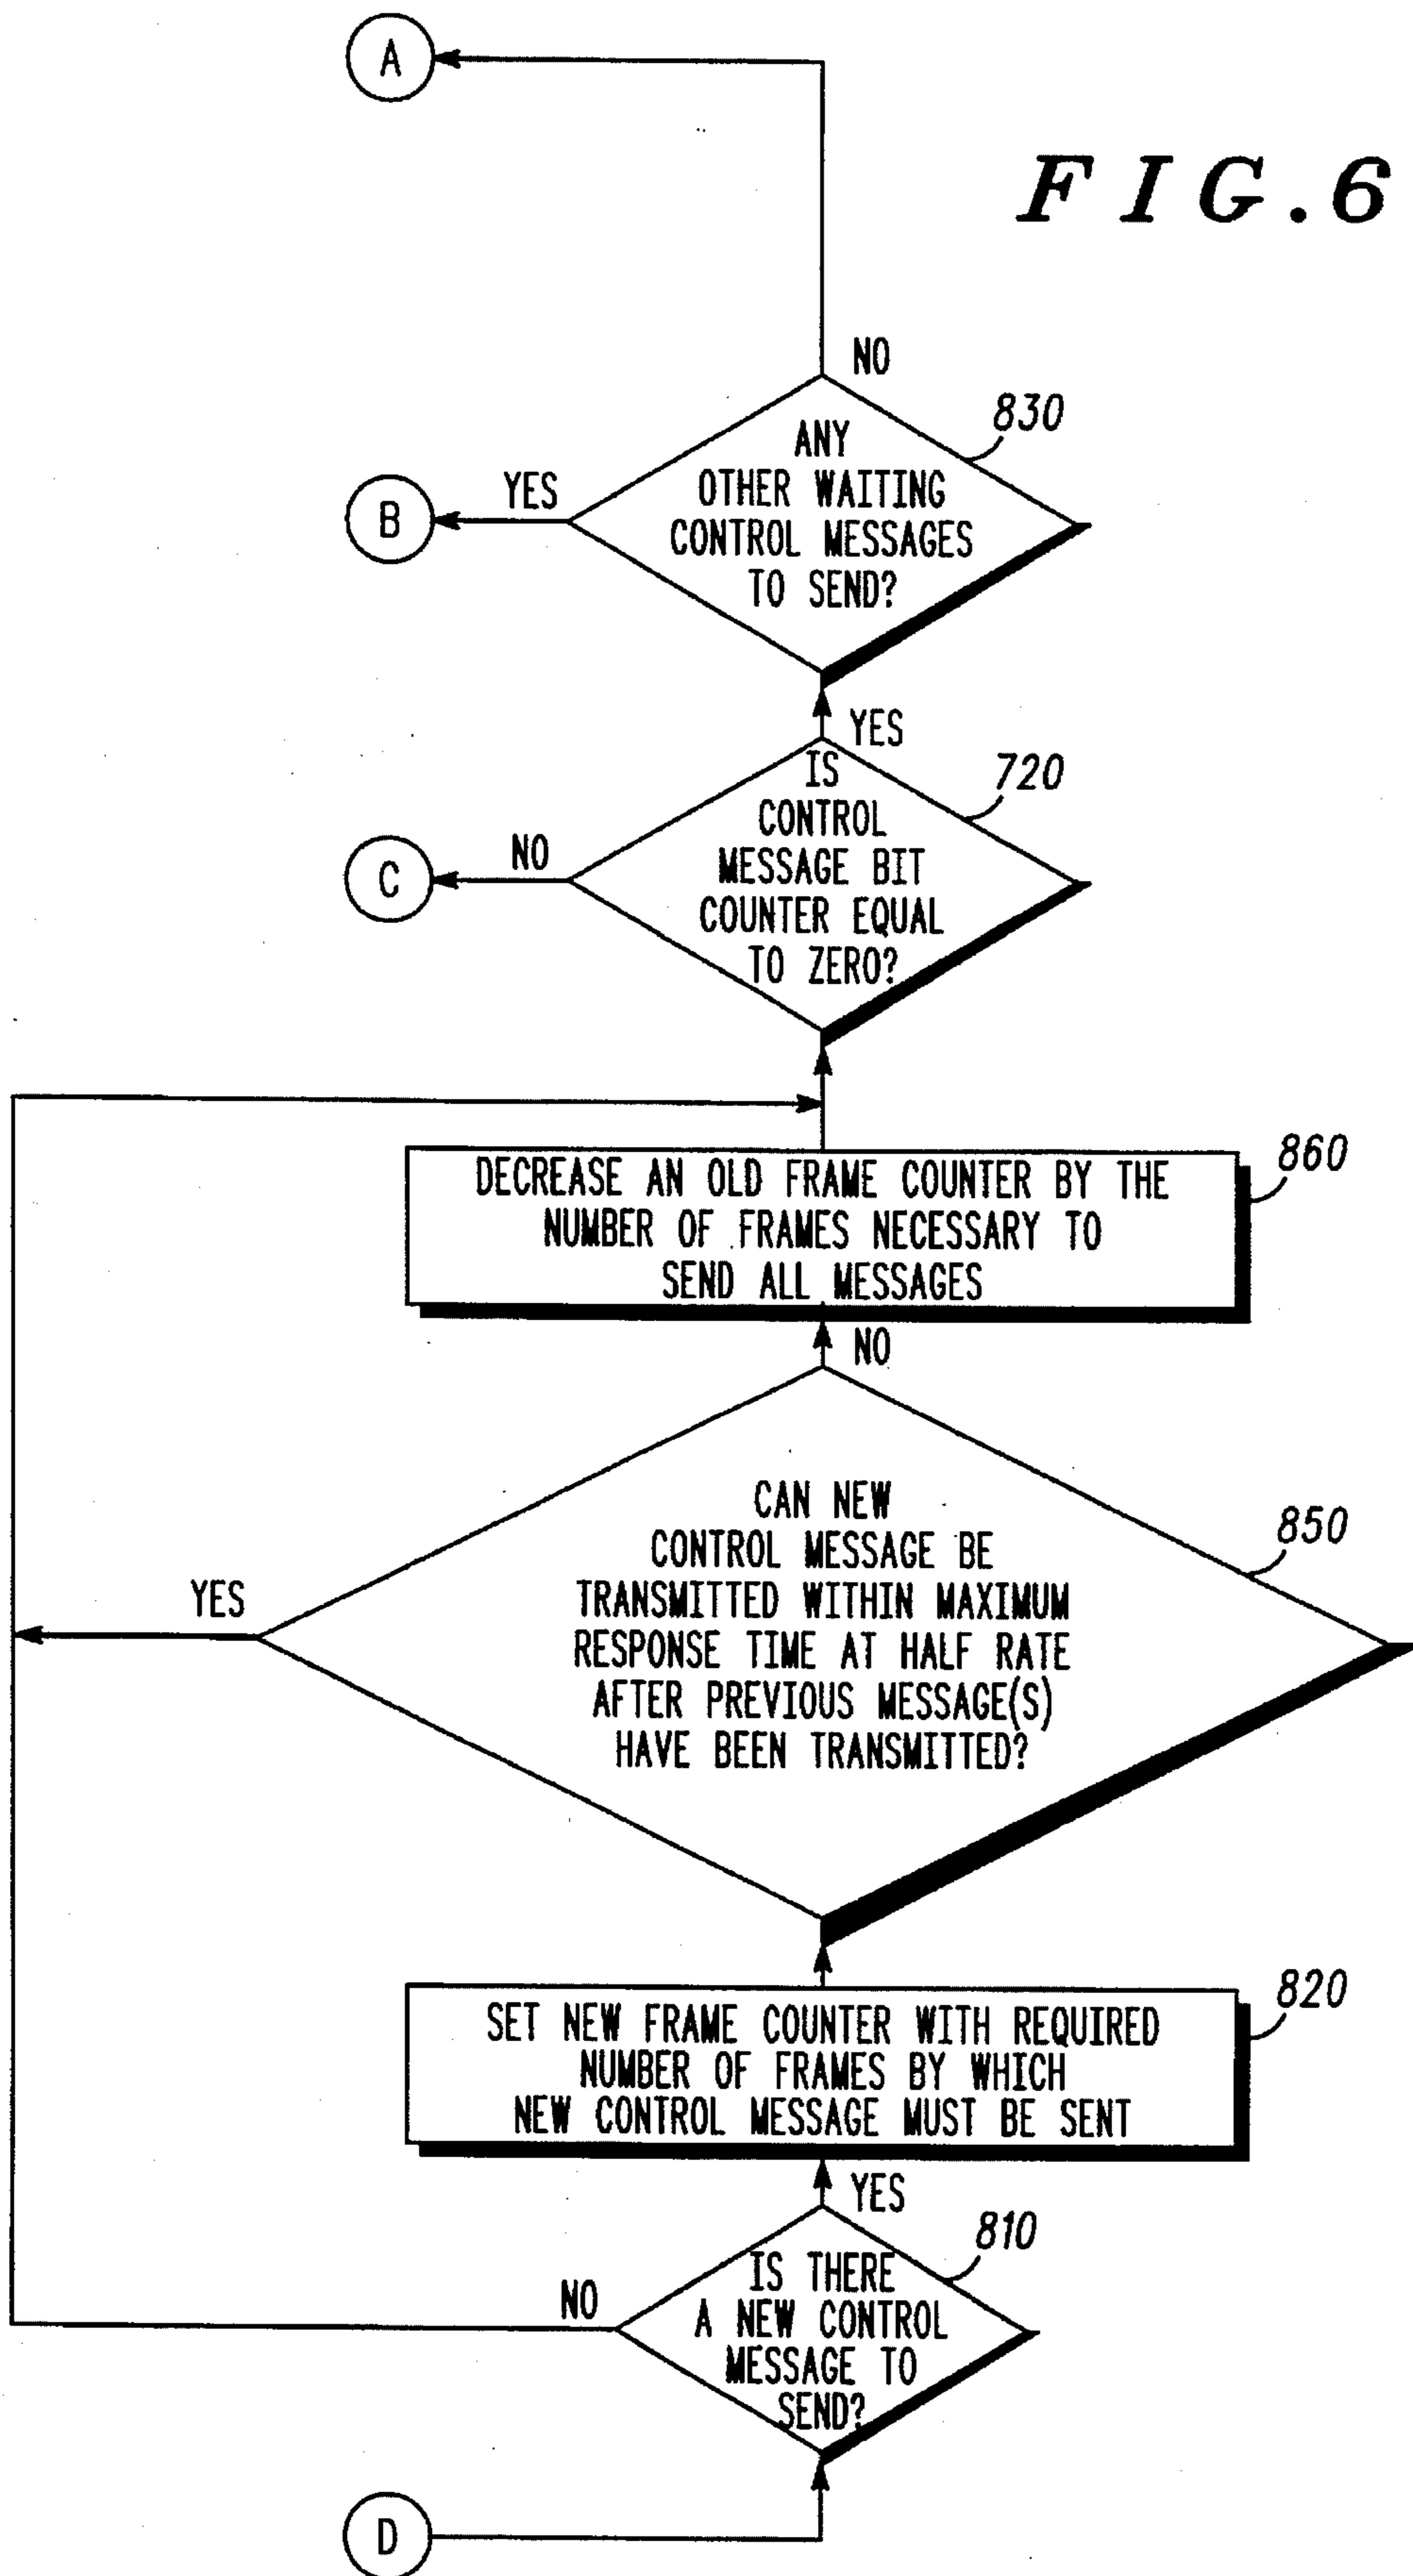 A
FIG.6
NO
830
ANY
OTHER WAITING
CONTROL MESSAGES
TO SEND?
YES
B
YES
720
IS
CONTROL
MESSAGE BIT
COUNTER EQUAL
TO ZERO?
NO
C
860
DECREASE AN OLD FRAME COUNTER BY THE
NUMBER OF FRAMES NECESSARY TO
SEND ALL MESSAGES
NO
850
CAN NEW
CONTROL MESSAGE BE
TRANSMITTED WITHIN MAXIMUM
RESPONSE TIME AT HALF RATE
AFTER PREVIOUS MESSAGE(S)
HAVE BEEN TRANSMITTED?
YES
820
SET NEW FRAME COUNTER WITH REQUIRED
NUMBER OF FRAMES BY WHICH
NEW CONTROL MESSAGE MUST BE SENT
YES
810
IS THERE
A NEW CONTROL
MESSAGE TO
SEND?
NO
D